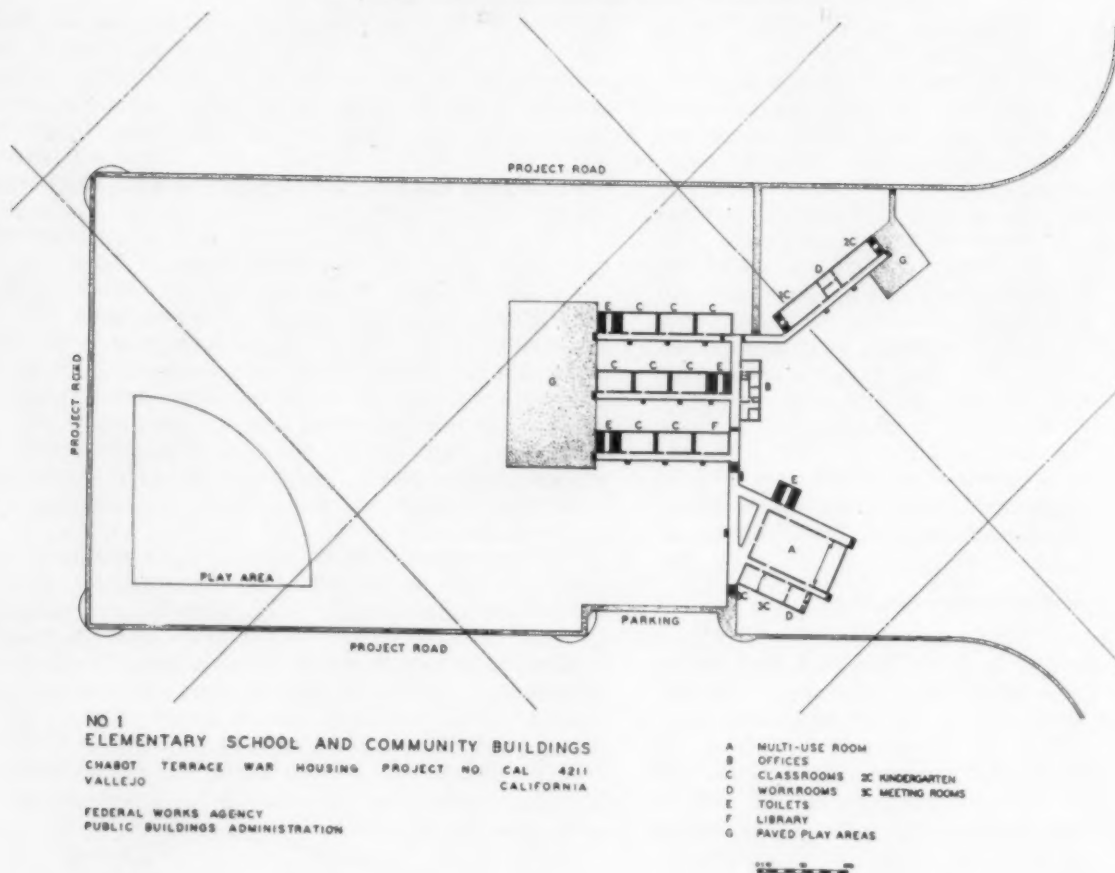 PROJECT ROAD
2C
D
G
2C
E C C C
PROJECT ROAD
G
C C C E
B
E C C F
E
A
PLAY AREA
3C
D
PARKING
PROJECT ROAD
NO 1
ELEMENTARY SCHOOL AND COMMUNITY BUILDINGS
CHABOT TERRACE WAR HOUSING PROJECT NO. CAL 4211
VALLEJO CALIFORNIA
FEDERAL WORKS AGENCY
PUBLIC BUILDINGS ADMINISTRATION
A MULTI-USE ROOM
B OFFICES
C CLASSROOMS 2C KINDERGARTEN
D WORKROOMS 3C MEETING ROOMS
E TOILETS
F LIBRARY
G PAVED PLAY AREAS